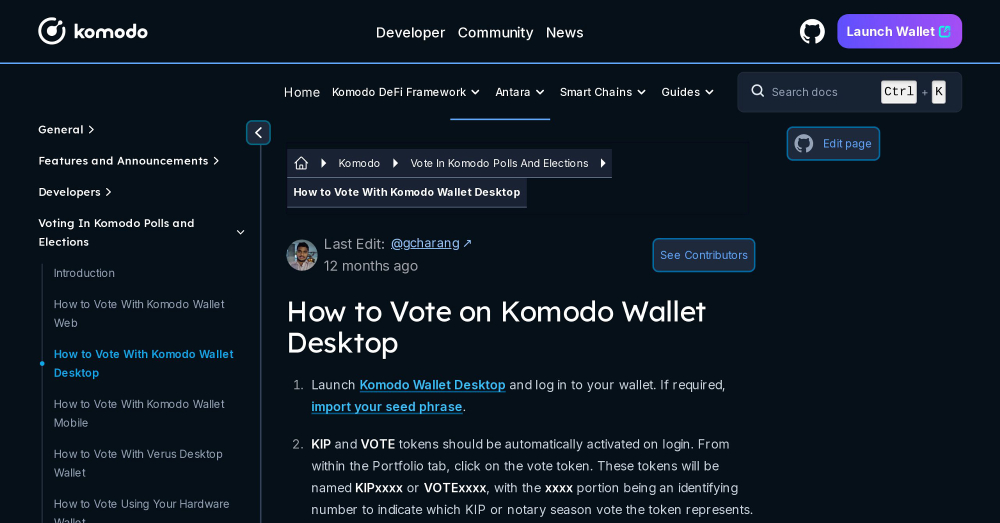 komodo
Developer Community News
Launch Wallet
Home Komodo DeFi Framework Antara Smart Chains Guides
Search docs Ctrl + K
General
Features and Announcements
Developers
Voting In Komodo Polls and
Elections
Introduction
How to Vote With Komodo Wallet
Web
How to Vote With Komodo Wallet
Desktop
How to Vote With Komodo Wallet
Mobile
How to Vote With Verus Desktop
Wallet
How to Vote Using Your Hardware
Wallet
Komodo Vote In Komodo Polls And Elections
How to Vote With Komodo Wallet Desktop
Edit page
Last Edit: @gcharang ↗
12 months ago
See Contributors
How to Vote on Komodo Wallet
Desktop
1. Launch Komodo Wallet Desktop and log in to your wallet. If required,
import your seed phrase.
2. KIP and VOTE tokens should be automatically activated on login. From
within the Portfolio tab, click on the vote token. These tokens will be
named KIPxxxx or VOTExxxx, with the xxxx portion being an identifying
number to indicate which KIP or notary season vote the token represents.